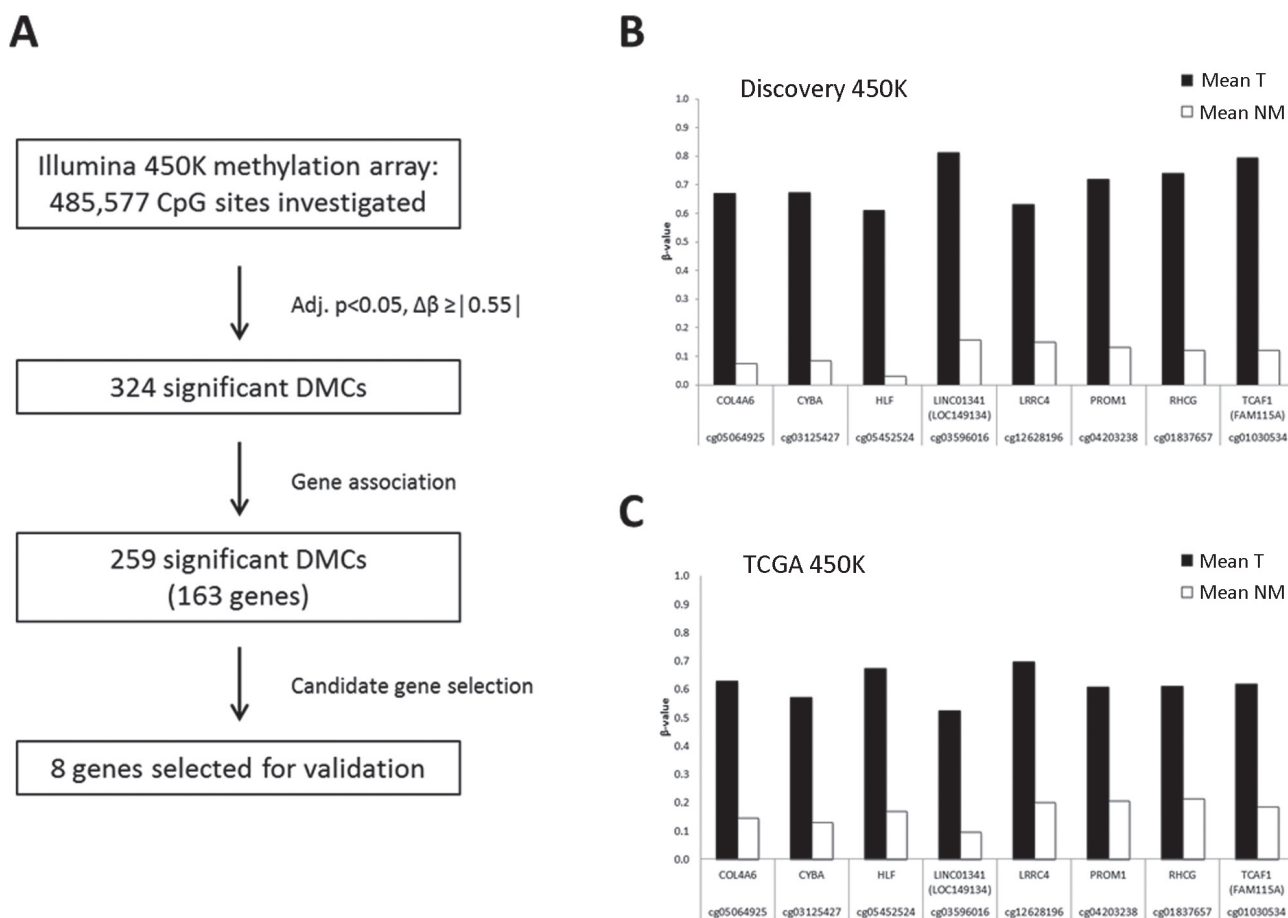 A
Illumina 450K methylation array:
485,577 CpG sites investigated
Adj. p<0.05, Δβ ≥|0.55|
324 significant DMCs
Gene association
259 significant DMCs
(163 genes)
Candidate gene selection
8 genes selected for validation
B
Discovery 450K
Mean T
Mean NM
β-value
1.0
0.9
0.8
0.7
0.6
0.5
0.4
0.3
0.2
0.1
0.0
COL4A6 CYBA HLF LINC01341 LRRC4 PROM1 RHCG TCAF1
(LOC149134) (FAM115A)
cg05064925 cg03125427 cg05452524 cg03596016 cg12628196 cg04203238 cg01837657 cg01030534
C
TCGA 450K
Mean T
Mean NM
β-value
1.0
0.9
0.8
0.7
0.6
0.5
0.4
0.3
0.2
0.1
0.0
COL4A6 CYBA HLF LINC01341 LRRC4 PROM1 RHCG TCAF1
(LOC149134) (FAM115A)
cg05064925 cg03125427 cg05452524 cg03596016 cg12628196 cg04203238 cg01837657 cg01030534